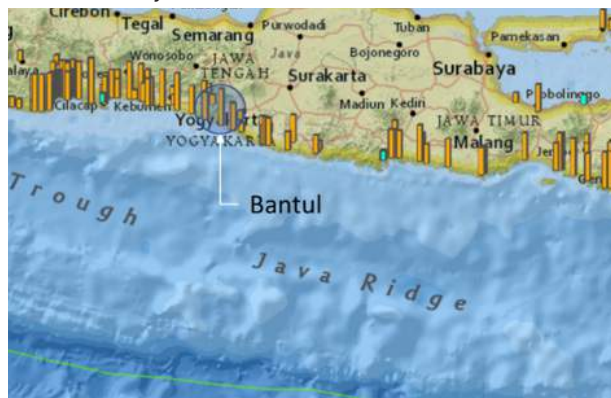 Cirebon
Tegal
Semarang
Purwodadi
Tuban
Pamekasan
Wonosobo
JAWA
TENGAH
Java
Bojonegoro
Surabaya
Surakarta
Cilacap
Kebumen
Madiun
Kediri
Probolinggo
YOGYAKAR
JAWA TIMUR
Malang
Bantul
Trough
Java Ridge